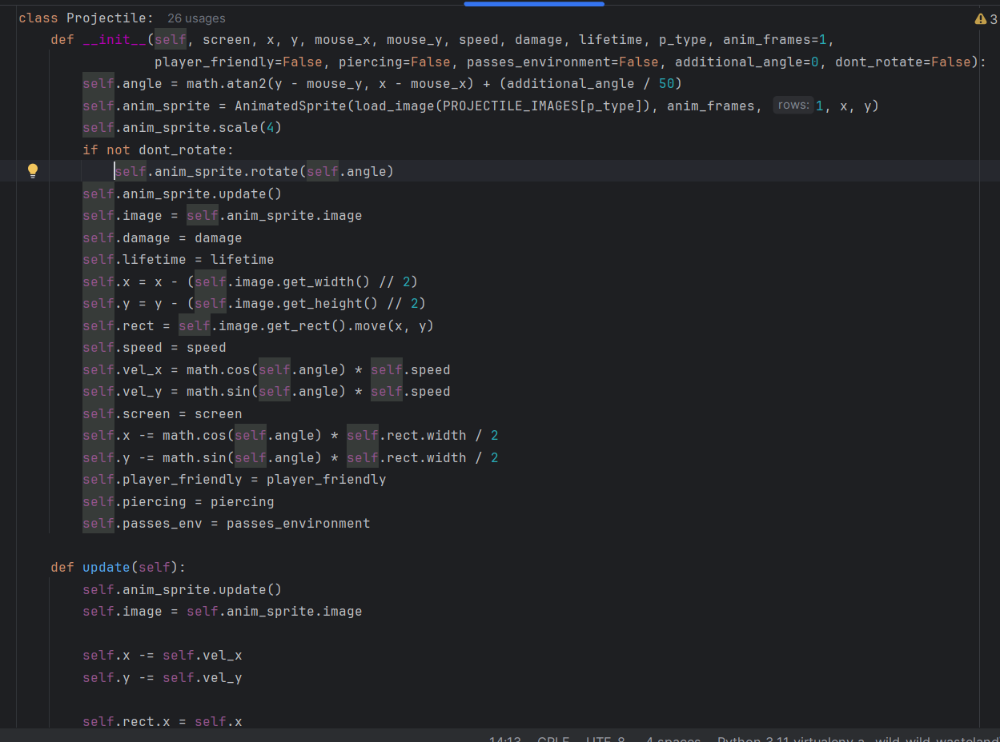 class Projectile:  26 usages
    def __init__(self, screen, x, y, mouse_x, mouse_y, speed, damage, lifetime, p_type, anim_frames=1,
                 player_friendly=False, piercing=False, passes_environment=False, additional_angle=0, dont_rotate=False):
        self.angle = math.atan2(y - mouse_y, x - mouse_x) + (additional_angle / 50)
        self.anim_sprite = AnimatedSprite(load_image(PROJECTILE_IMAGES[p_type]), anim_frames, rows: 1, x, y)
        self.anim_sprite.scale(4)
        if not dont_rotate:
            self.anim_sprite.rotate(self.angle)
        self.anim_sprite.update()
        self.image = self.anim_sprite.image
        self.damage = damage
        self.lifetime = lifetime
        self.x = x - (self.image.get_width() // 2)
        self.y = y - (self.image.get_height() // 2)
        self.rect = self.image.get_rect().move(x, y)
        self.speed = speed
        self.vel_x = math.cos(self.angle) * self.speed
        self.vel_y = math.sin(self.angle) * self.speed
        self.screen = screen
        self.x -= math.cos(self.angle) * self.rect.width / 2
        self.y -= math.sin(self.angle) * self.rect.width / 2
        self.player_friendly = player_friendly
        self.piercing = piercing
        self.passes_env = passes_environment

    def update(self):
        self.anim_sprite.update()
        self.image = self.anim_sprite.image

        self.x -= self.vel_x
        self.y -= self.vel_y

        self.rect.x = self.x
3
14:13 CRLF UTF-8 4 spaces Python 3.11 virtualenv a wild_wild_wasteland